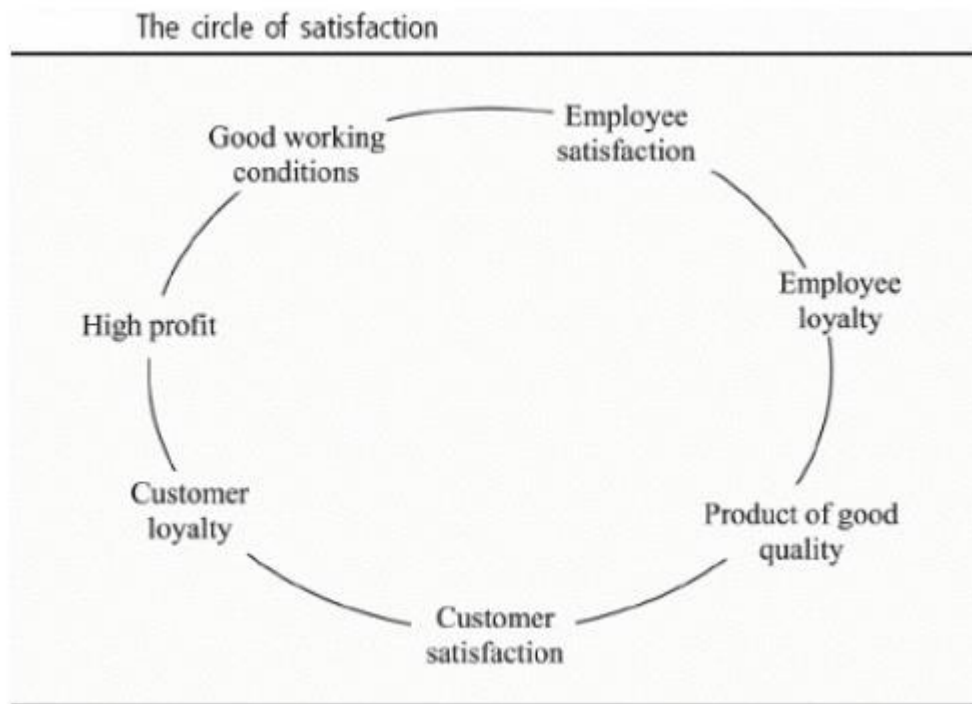 The circle of satisfaction
Good working
conditions
Employee
satisfaction
Employee
loyalty
Product of good
quality
Customer
satisfaction
Customer
loyalty
High profit